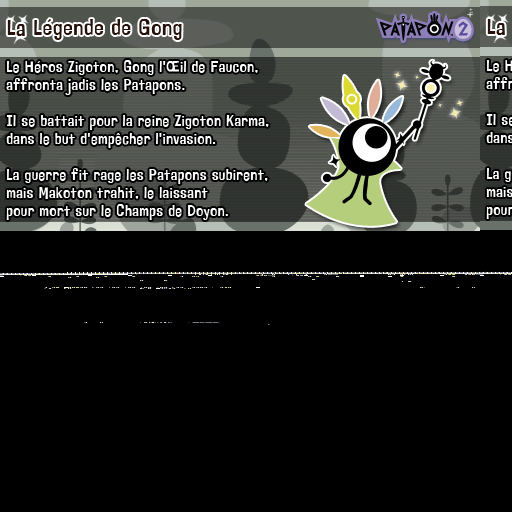 La Légende de Gong
PATAPON 2
Le Héros Zigoton, Gong l'Œil de Faucon,
affronta jadis les Patapons.
Il se battait pour la reine Zigoton Karma,
dans le but d'empêcher l'invasion.
La guerre fit rage les Patapons subirent,
mais Makoton trahit, le laissant
pour mort sur le Champs de Doyon.
La
Le H
affr
Il se
dans
La g
mais
pour